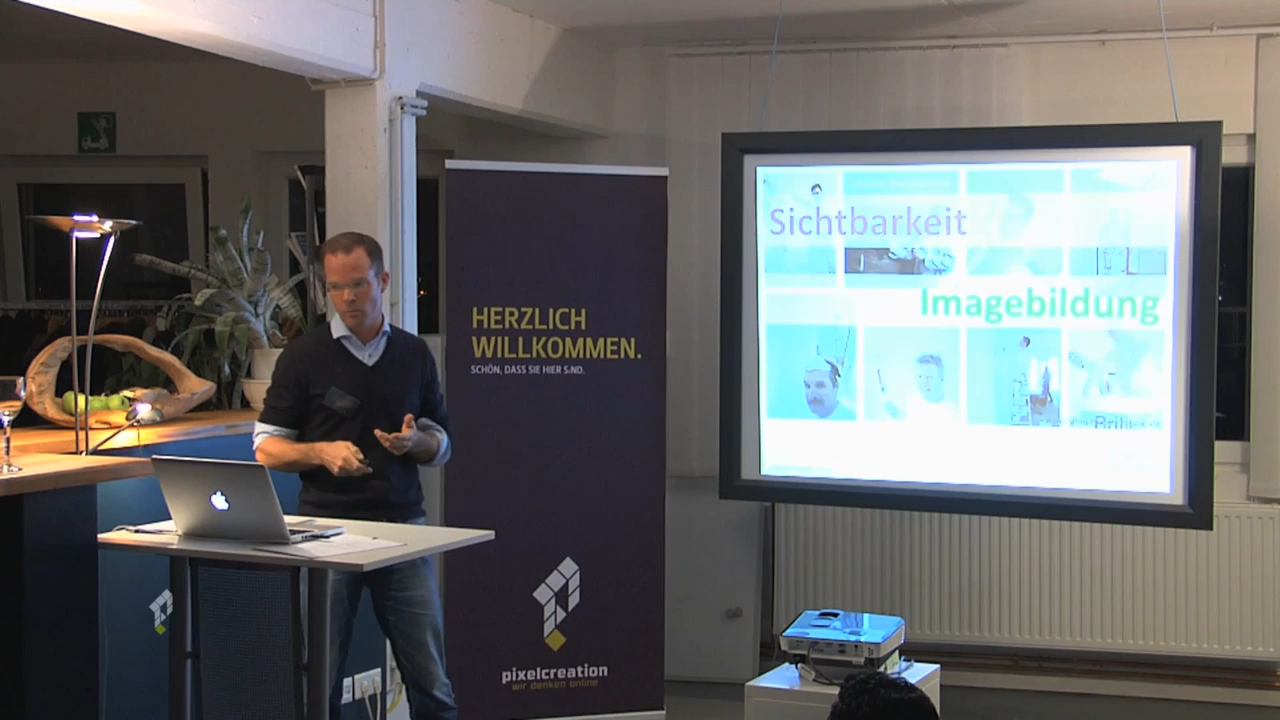 HERZLICH
WILLKOMMEN.
SCHÖN, DASS SIE HIER SIND.
pixelcreation
wir denken online
Sichtbarkeit
Imagebildung